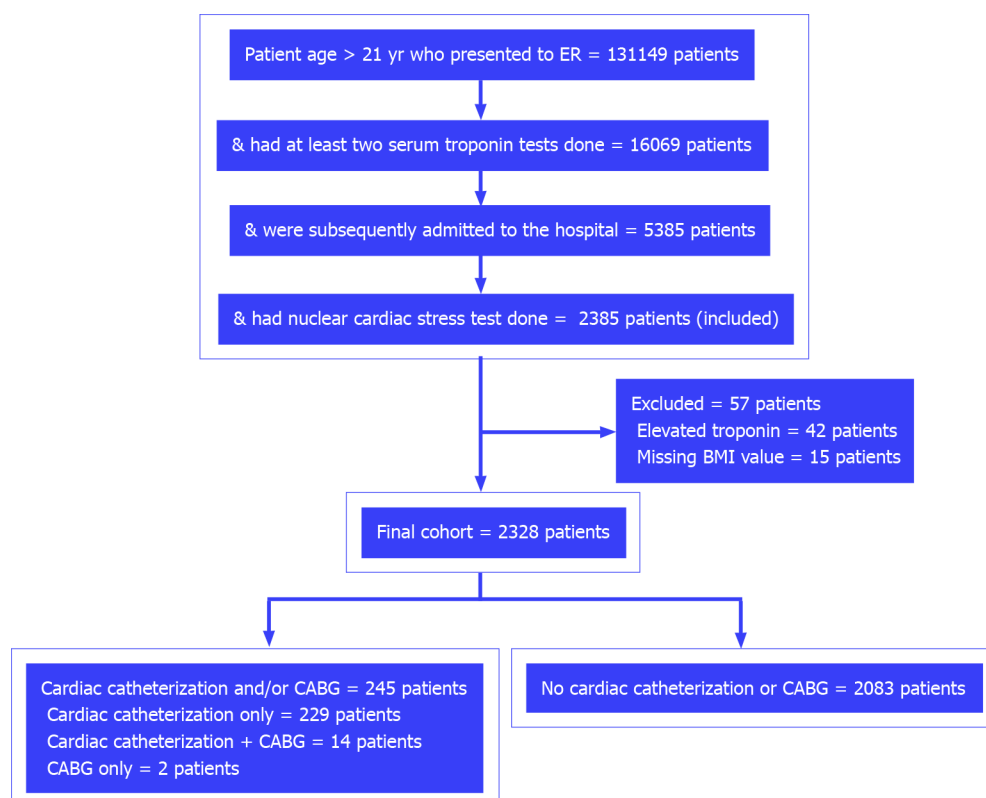 Patient age > 21 yr who presented to ER = 131149 patients
& had at least two serum troponin tests done = 16069 patients
& were subsequently admitted to the hospital = 5385 patients
& had nuclear cardiac stress test done =  2385 patients (included)
Excluded = 57 patients
Elevated troponin = 42 patients
Missing BMI value = 15 patients
Final cohort = 2328 patients
Cardiac catheterization and/or CABG = 245 patients
Cardiac catheterization only = 229 patients
Cardiac catheterization + CABG = 14 patients
CABG only = 2 patients
No cardiac catheterization or CABG = 2083 patients